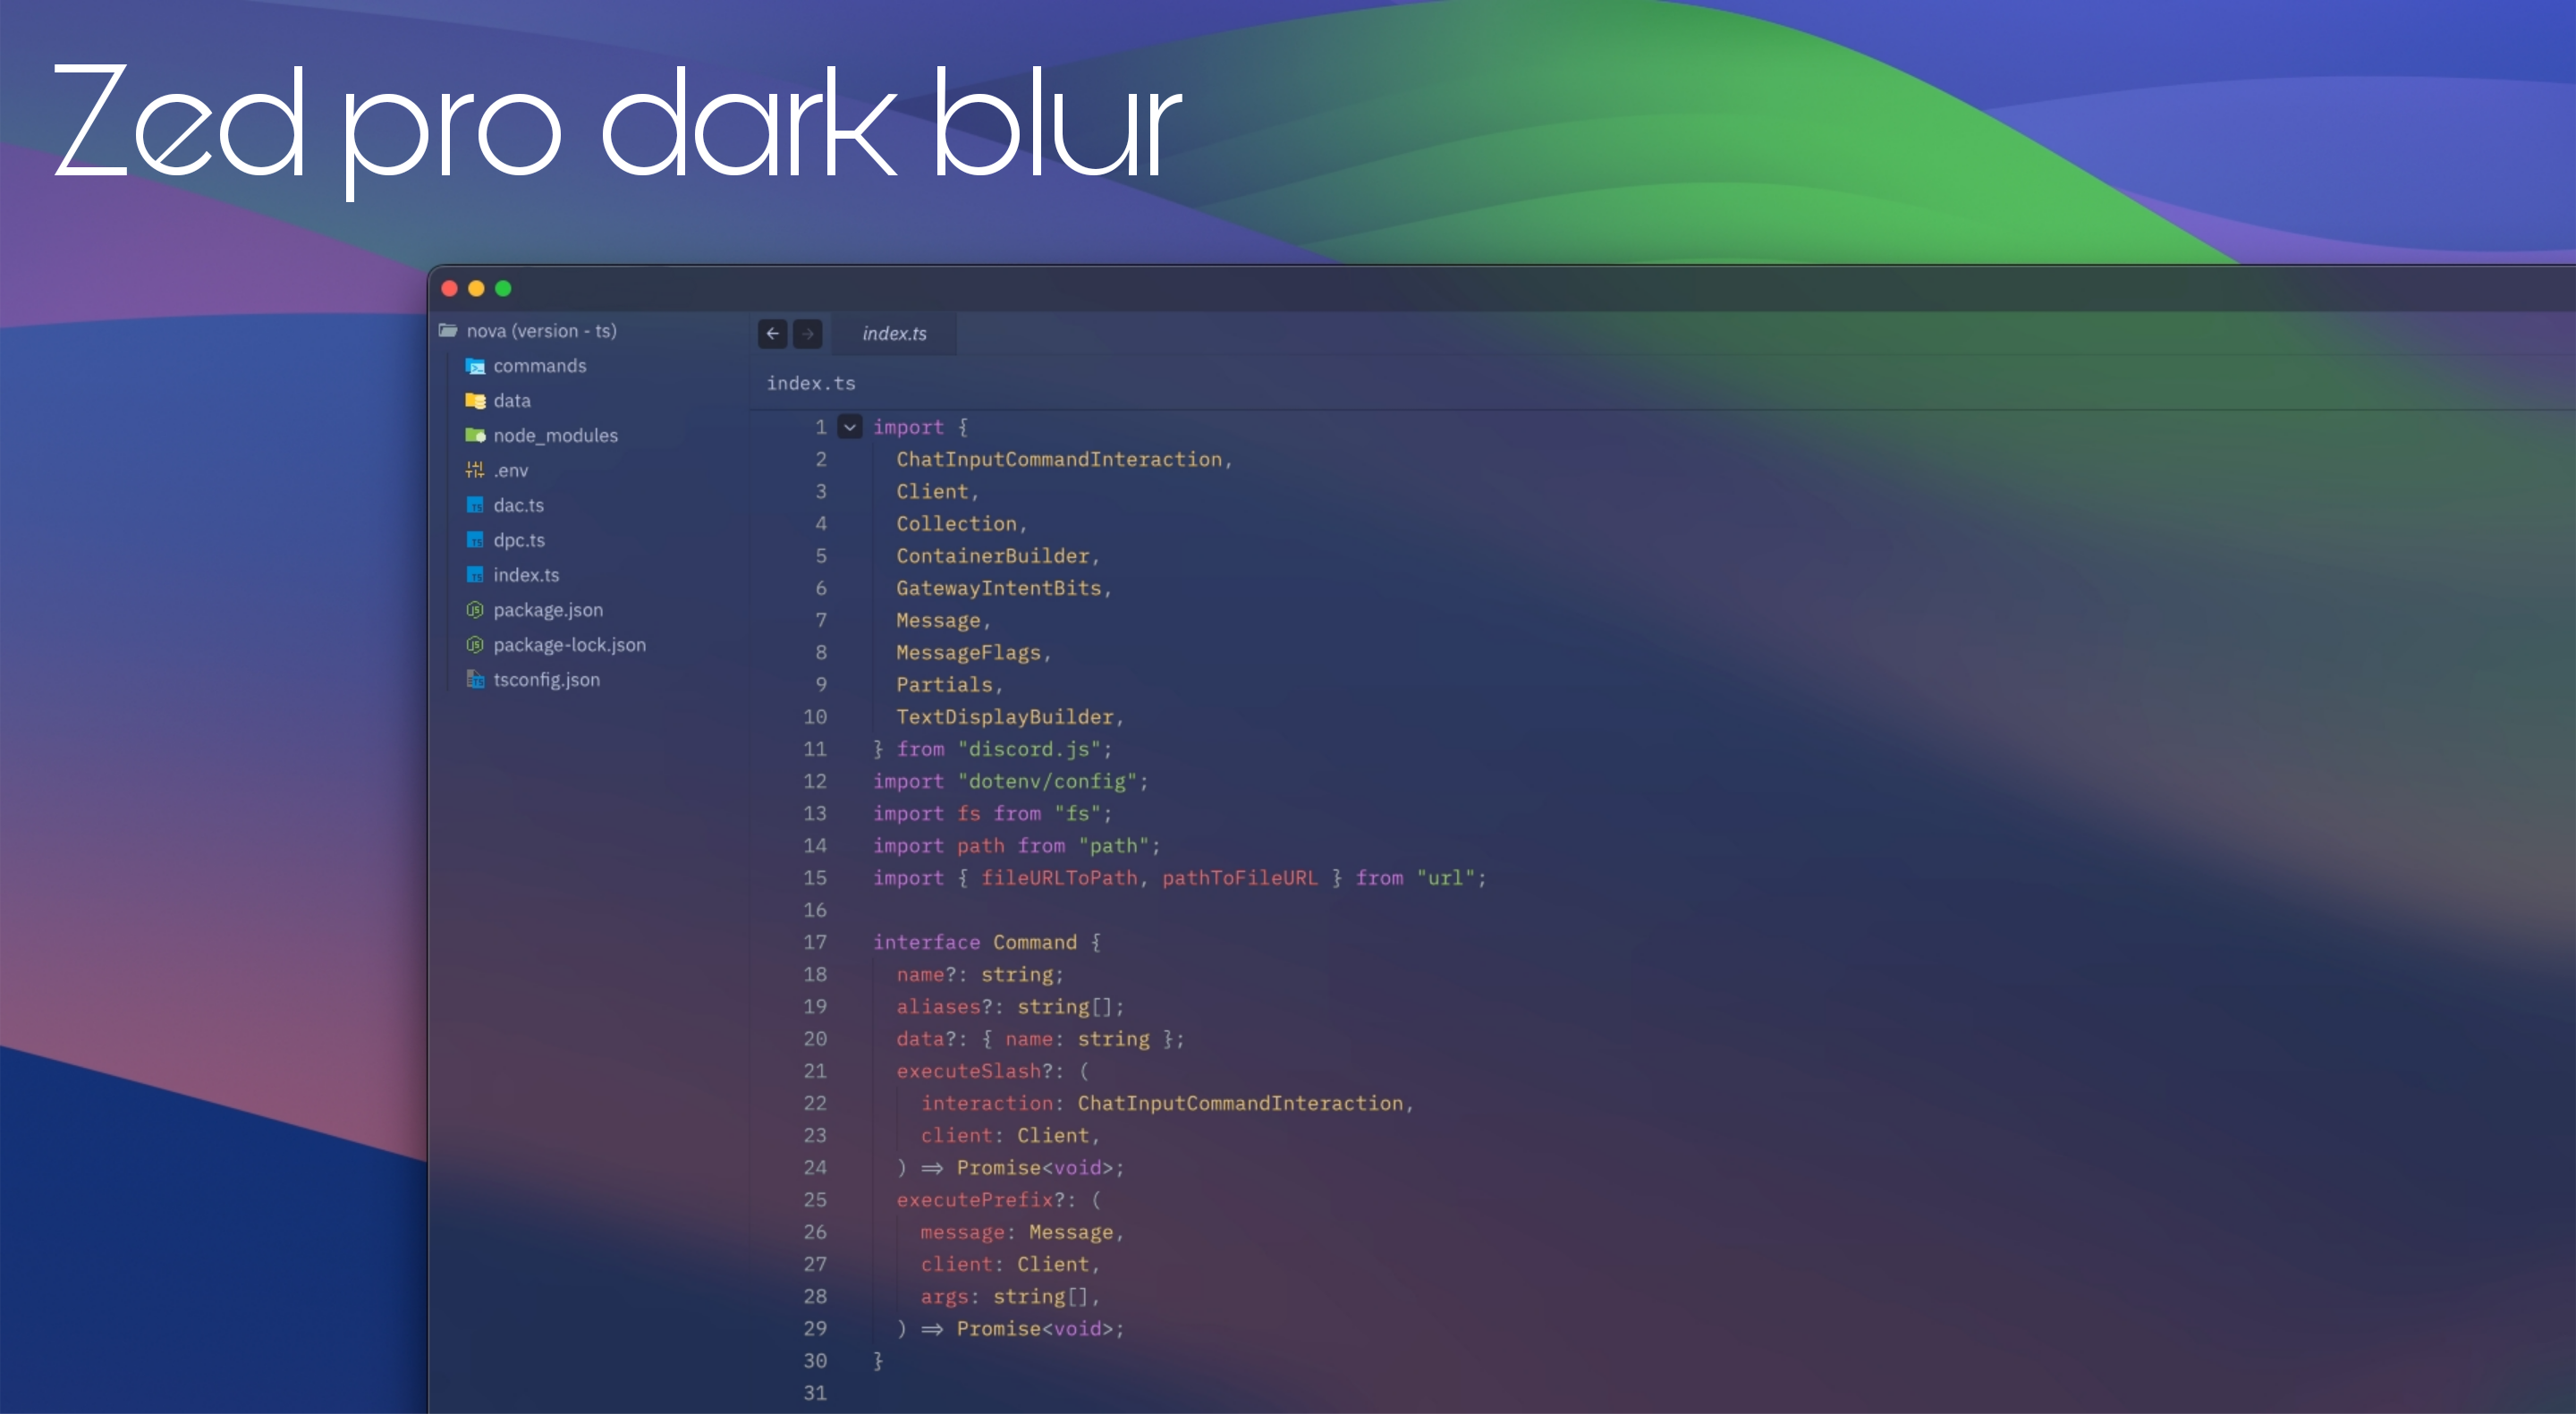 Zed pro dark blur
nova (version - ts)
commands
data
node_modules
.env
dac.ts
dpc.ts
index.ts
package.json
package-lock.json
tsconfig.json
index.ts
index.ts
1 import {
2 ChatInputCommandInteraction,
3 Client,
4 Collection,
5 ContainerBuilder,
6 GatewayIntentBits,
7 Message,
8 MessageFlags,
9 Partials,
10 TextDisplayBuilder,
11 } from "discord.js";
12 import "dotenv/config";
13 import fs from "fs";
14 import path from "path";
15 import { fileURLToPath, pathToFileURL } from "url";
16
17 interface Command {
18 name?: string;
19 aliases?: string[];
20 data?: { name: string };
21 executeSlash?: (
22 interaction: ChatInputCommandInteraction,
23 client: Client,
24 ) => Promise<void>;
25 executePrefix?: (
26 message: Message,
27 client: Client,
28 args: string[],
29 ) => Promise<void>;
30 }
31